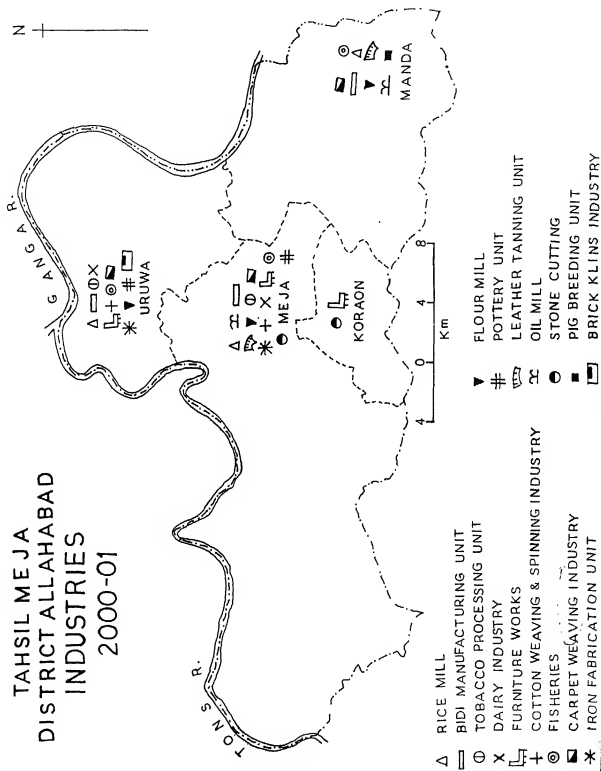 TAHSIL MEJA
DISTRICT ALLAHABAD
INDUSTRIES
2000-01
N
GANGA R.
TONS R.
URUWA
MEJA
KORAON
MANDA
4 0 4 8
Km
RICE MILL
BIDI MANUFACTURING UNIT
TOBACCO PROCESSING UNIT
DAIRY INDUSTRY
FURNITURE WORKS
COTTON WEAVING & SPINNING INDUSTRY
FISHERIES
CARPET WEAVING INDUSTRY
IRON FABRICATION UNIT
FLOUR MILL
POTTERY UNIT
LEATHER TANNING UNIT
OIL MILL
STONE CUTTING
PIG BREEDING UNIT
BRICK KLINS INDUSTRY